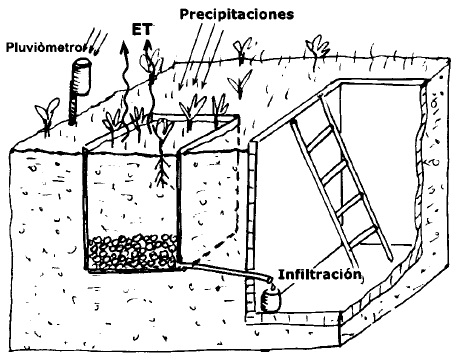 Precipitaciones
ET
Pluviòmetro
Infiltración